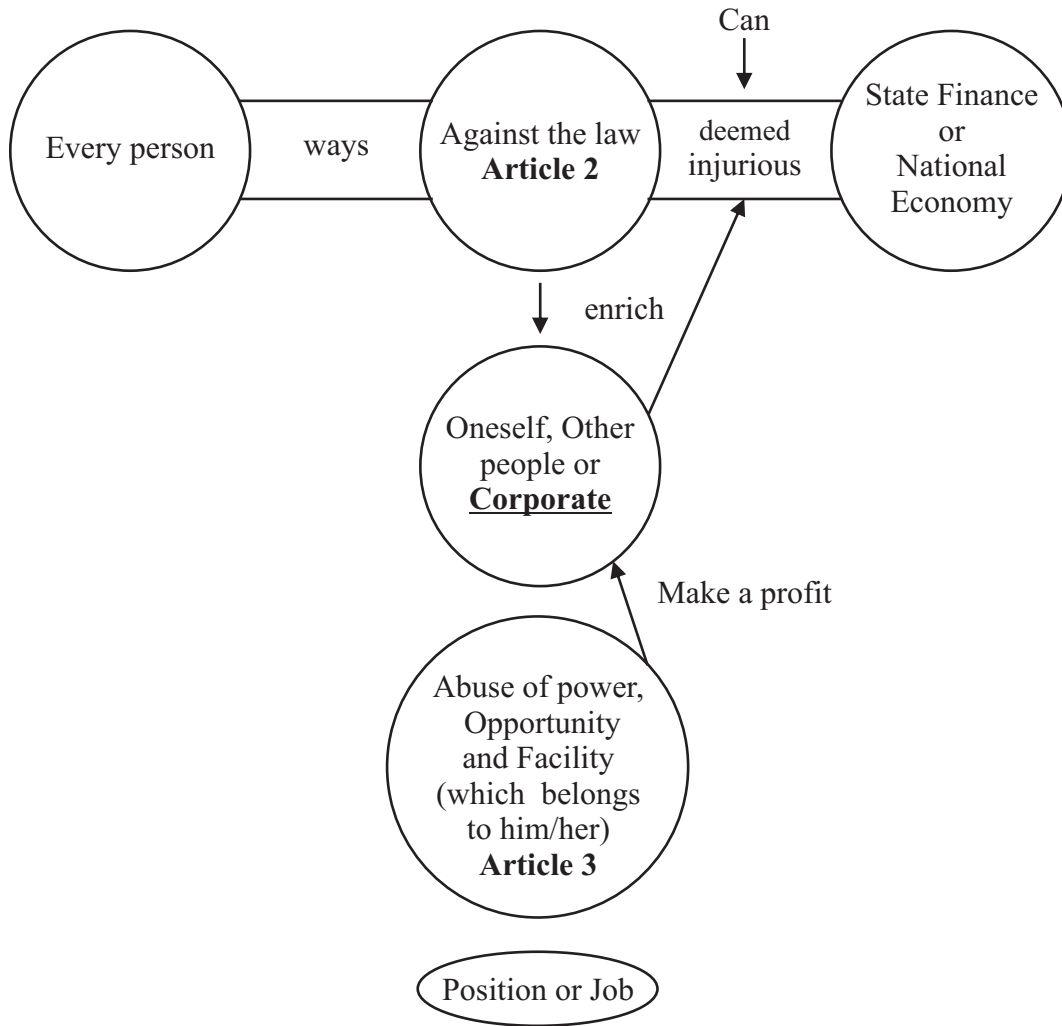 Can
Every person
ways
Against the law
Article 2
deemed
injurious
State Finance
or
National
Economy
enrich
Oneself, Other
people or
Corporate
Make a profit
Abuse of power,
Opportunity
and Facility
(which belongs
to him/her)
Article 3
Position or Job